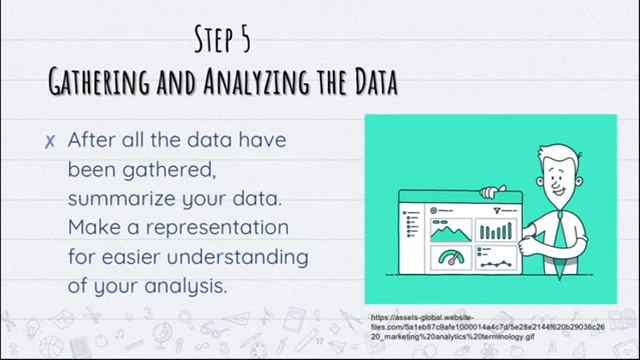 Step 5
Gathering and Analyzing the Data
✗ After all the data have
been gathered,
summarize your data.
Make a representation
for easier understanding
of your analysis.
https://assets-global.website-
files.com/5a1eb87c9afe1000014a4c7d/5e28e2144f620b29036c26
20_marketing%20analytics%20terminology.gif
17